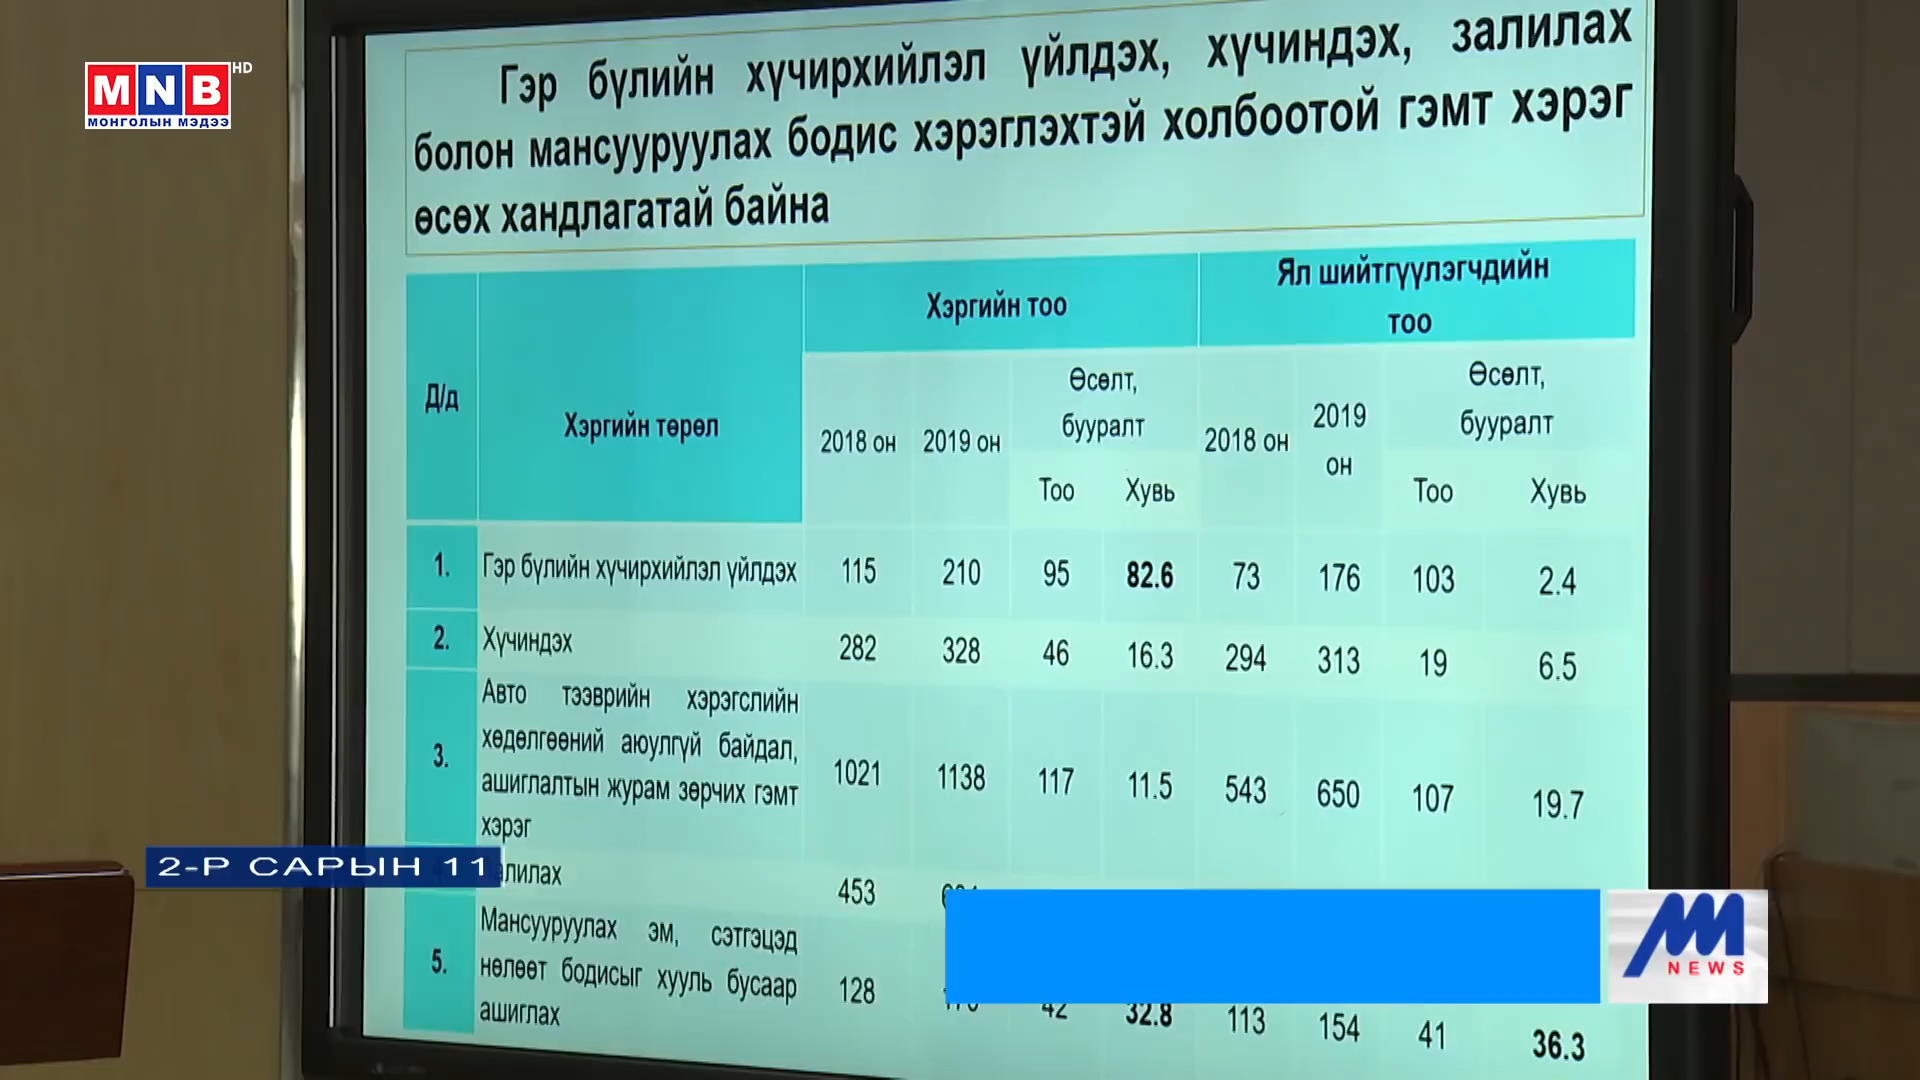 MNB HD
МОНГОЛЫН МЭДЭЭ
Гэр бүлийн хүчирхийлэл үйлдэх, хүчиндэх, залилах
болон мансууруулах бодис хэрэглэхтэй холбоотой гэмт хэрэг
өсөх хандлагатай байна
Д/д
Хэргийн төрөл
Хэргийн тоо
Ял шийтгүүлэгчдийн
тоо
2018 он
2019 он
Өсөлт,
бууралт
2018 он
2019
он
Өсөлт,
бууралт
Тоо Хувь
Тоо Хувь
1. Гэр бүлийн хүчирхийлэл үйлдэх 115 210 95 82.6 73 176 103 2.4
2. Хүчиндэх 282 328 46 16.3 294 313 19 6.5
3.
Авто тээврийн хэрэгслийн
хөдөлгөөний аюулгүй байдал,
ашиглалтын журам зөрчих гэмт
хэрэг
1021 1138 117 11.5 543 650 107 19.7
2-Р САРЫН 11
453
5.
Мансууруулах эм, сэтгэцэд
нөлөөт бодисыг хууль бусаар
ашиглах
128 42 32.8 113 154 41 36.3
NEWS